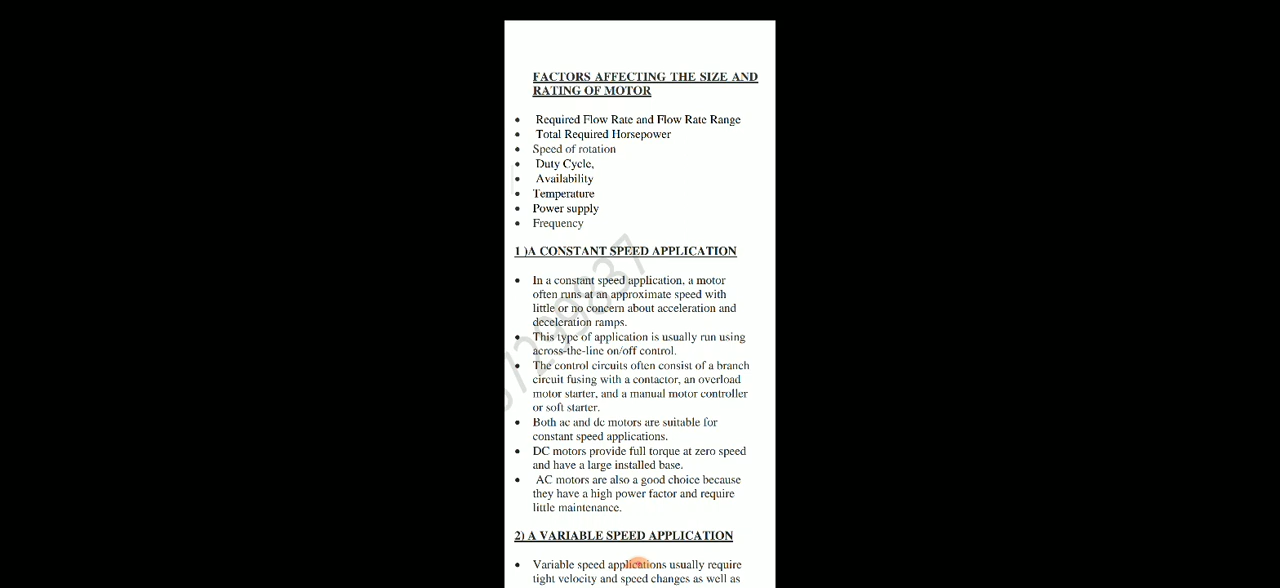 FACTORS AFFECTING THE SIZE AND
RATING OF MOTOR
• Required Flow Rate and Flow Rate Range
• Total Required Horsepower
• Speed of rotation
• Duty Cycle,
• Availability
• Temperature
• Power supply
• Frequency
1 )A CONSTANT SPEED APPLICATION
• In a constant speed application, a motor
often runs at an approximate speed with
little or no concern about acceleration and
deceleration ramps.
• This type of application is usually run using
across-the-line on/off control.
• The control circuits often consist of a branch
circuit fusing with a contactor, an overload
motor starter, and a manual motor controller
or soft starter.
• Both ac and dc motors are suitable for
constant speed applications.
• DC motors provide full torque at zero speed
and have a large installed base.
• AC motors are also a good choice because
they have a high power factor and require
little maintenance.
2) A VARIABLE SPEED APPLICATION
• Variable speed applications usually require
tight velocity and speed changes as well as